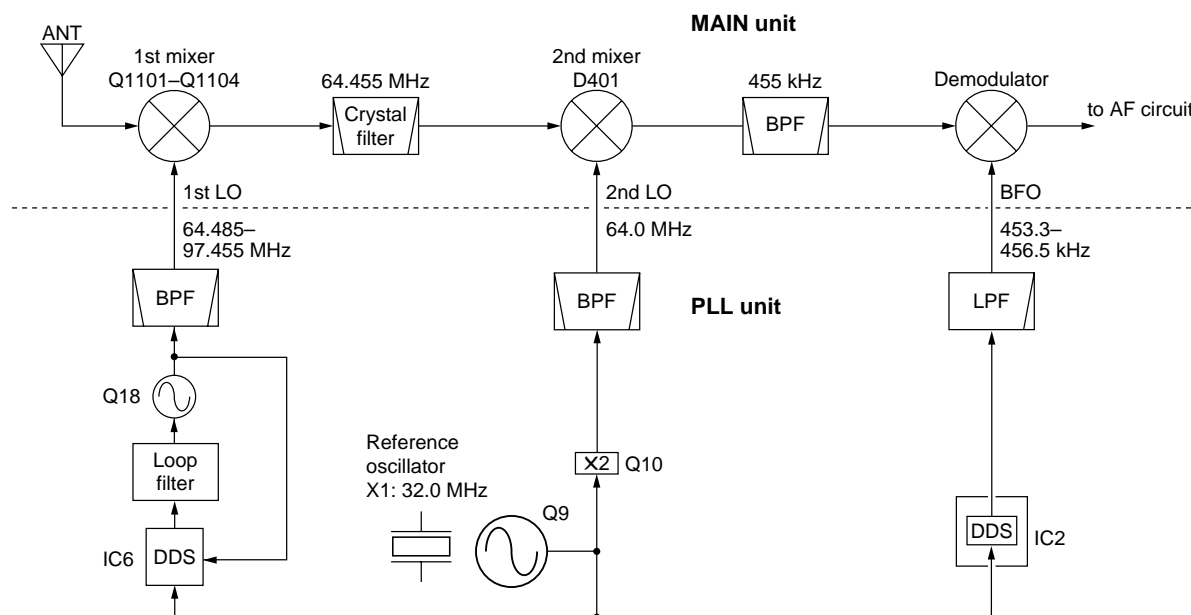 MAIN unit
ANT
1st mixer
Q1101–Q1104
64.455 MHz
Crystal
filter
2nd mixer
D401
455 kHz
BPF
Demodulator
to AF circuit
1st LO
2nd LO
BFO
64.485–
97.455 MHz
64.0 MHz
453.3–
456.5 kHz
BPF
BPF
PLL unit
LPF
Q18
Loop
filter
Reference
oscillator
X1: 32.0 MHz
X2
Q10
Q9
IC6
DDS
DDS
IC2